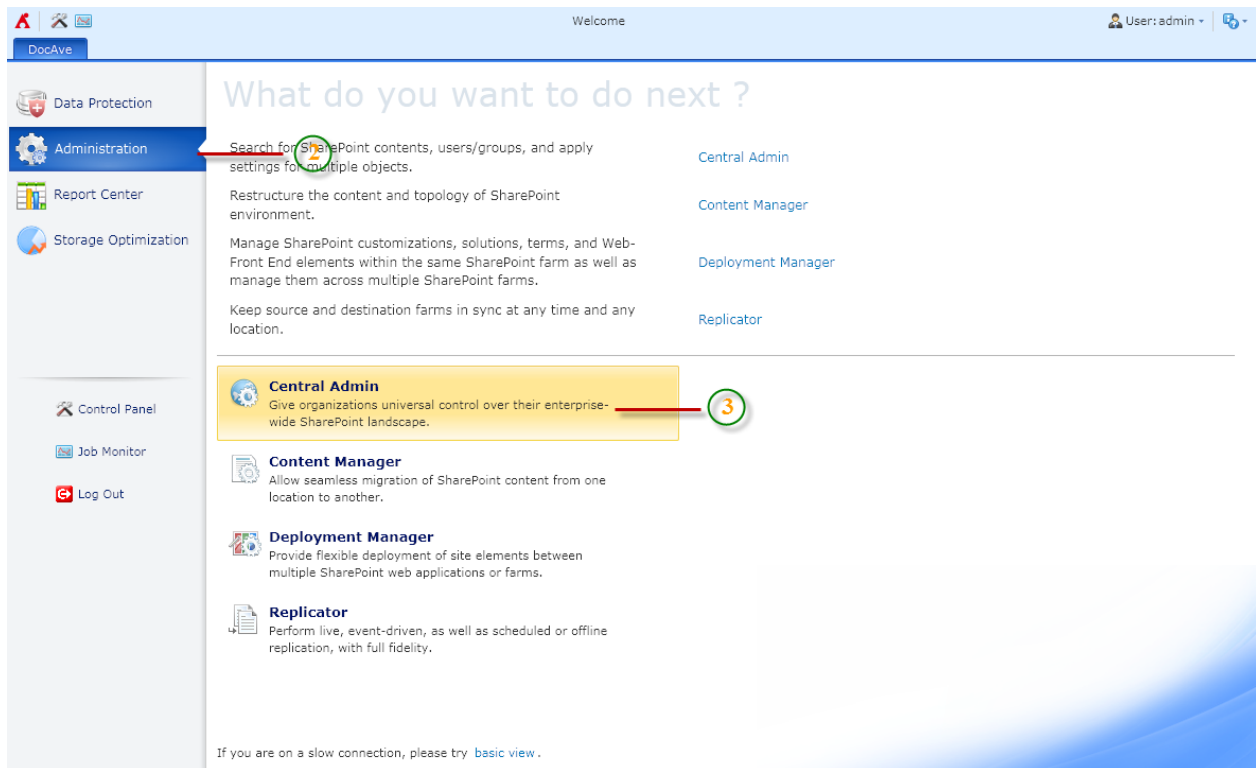 Welcome
User: admin
DocAve
What do you want to do next ?
Data Protection
Administration
Report Center
Storage Optimization
Control Panel
Job Monitor
Log Out
2
Search for SharePoint contents, users/groups, and apply
settings for multiple objects.
Central Admin
Restructure the content and topology of SharePoint
environment.
Content Manager
Manage SharePoint customizations, solutions, terms, and Web-
Front End elements within the same SharePoint farm as well as
manage them across multiple SharePoint farms.
Deployment Manager
Keep source and destination farms in sync at any time and any
location.
Replicator
Central Admin
Give organizations universal control over their enterprise-
wide SharePoint landscape.
3
Content Manager
Allow seamless migration of SharePoint content from one
location to another.
Deployment Manager
Provide flexible deployment of site elements between
multiple SharePoint web applications or farms.
Replicator
Perform live, event-driven, as well as scheduled or offline
replication, with full fidelity.
If you are on a slow connection, please try basic view.